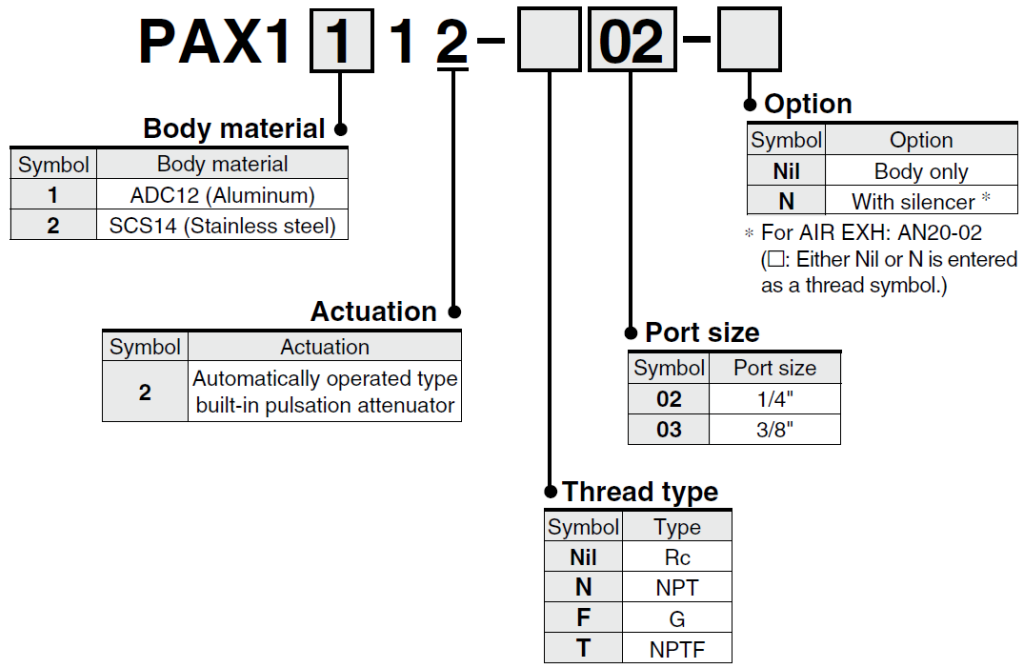 PAX1 1 1 2 - □ 02 - □
Body material
Symbol Body material
1 ADC12 (Aluminum)
2 SCS14 (Stainless steel)
Option
Symbol Option
Nil Body only
N With silencer *
* For AIR EXH: AN20-02
(□: Either Nil or N is entered
as a thread symbol.)
Actuation
Symbol Actuation
2 Automatically operated type
built-in pulsation attenuator
Port size
Symbol Port size
02 1/4"
03 3/8"
Thread type
Symbol Type
Nil Rc
N NPT
F G
T NPTF